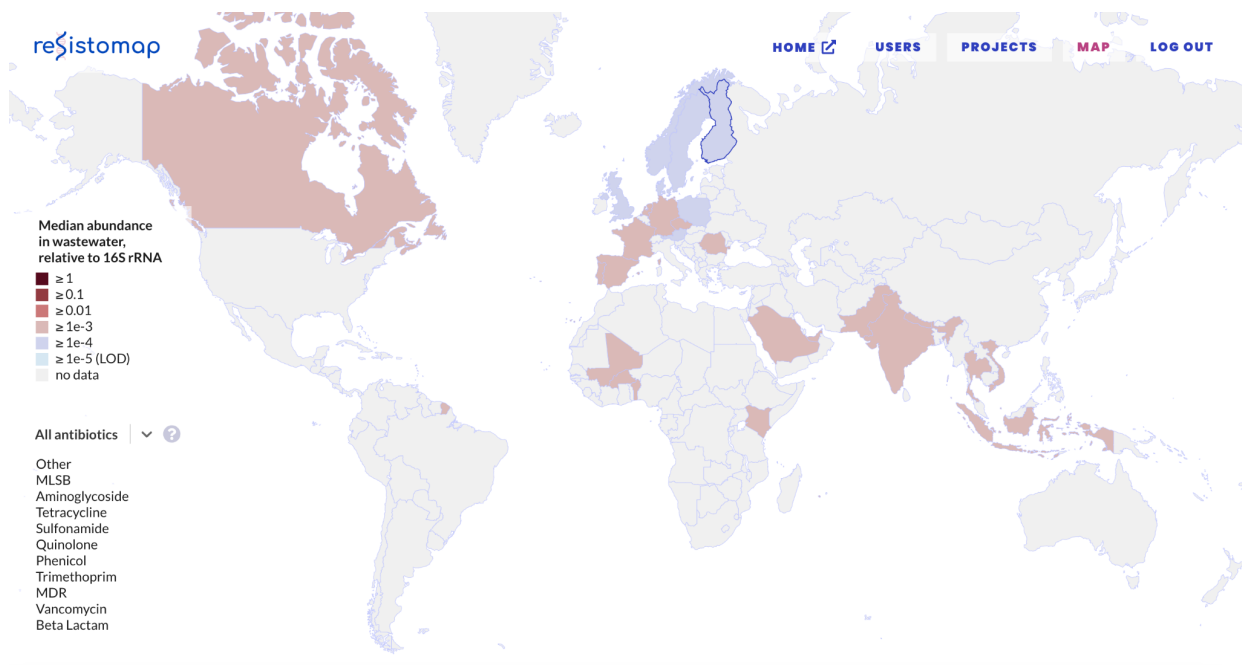 resistomap
HOME USERS PROJECTS MAP LOG OUT
Median abundance
in wastewater,
relative to 16S rRNA
≥ 1
≥ 0.1
≥ 0.01
≥ 1e-3
≥ 1e-4
≥ 1e-5 (LOD)
no data
All antibiotics ?
Other
MLSB
Aminoglycoside
Tetracycline
Sulfonamide
Quinolone
Phenicol
Trimethoprim
MDR
Vancomycin
Beta Lactam